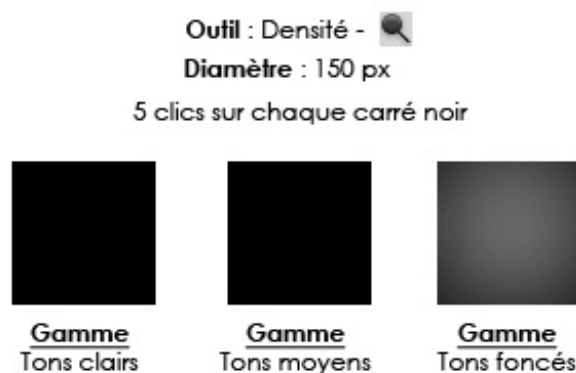 Outil : Densité -
Diamètre : 150 px
5 clics sur chaque carré noir
Gamme Gamme Gamme
Tons clairs Tons moyens Tons foncés